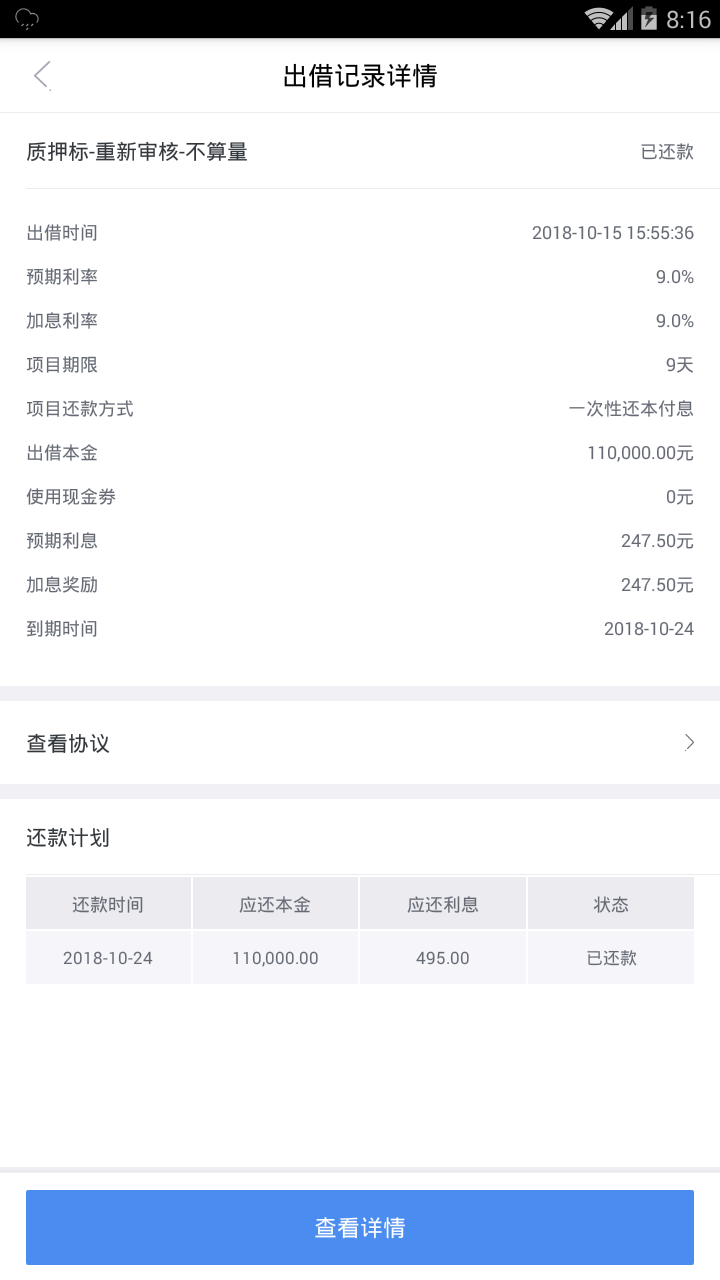 8:16
出借记录详情
质押标-重新审核-不算量 已还款
出借时间 2018-10-15 15:55:36
预期利率 9.0%
加息利率 9.0%
项目期限 9天
项目还款方式 一次性还本付息
出借本金 110,000.00元
使用现金券 0元
预期利息 247.50元
加息奖励 247.50元
到期时间 2018-10-24
查看协议
还款计划
还款时间 应还本金 应还利息 状态
2018-10-24 110,000.00 495.00 已还款
查看详情